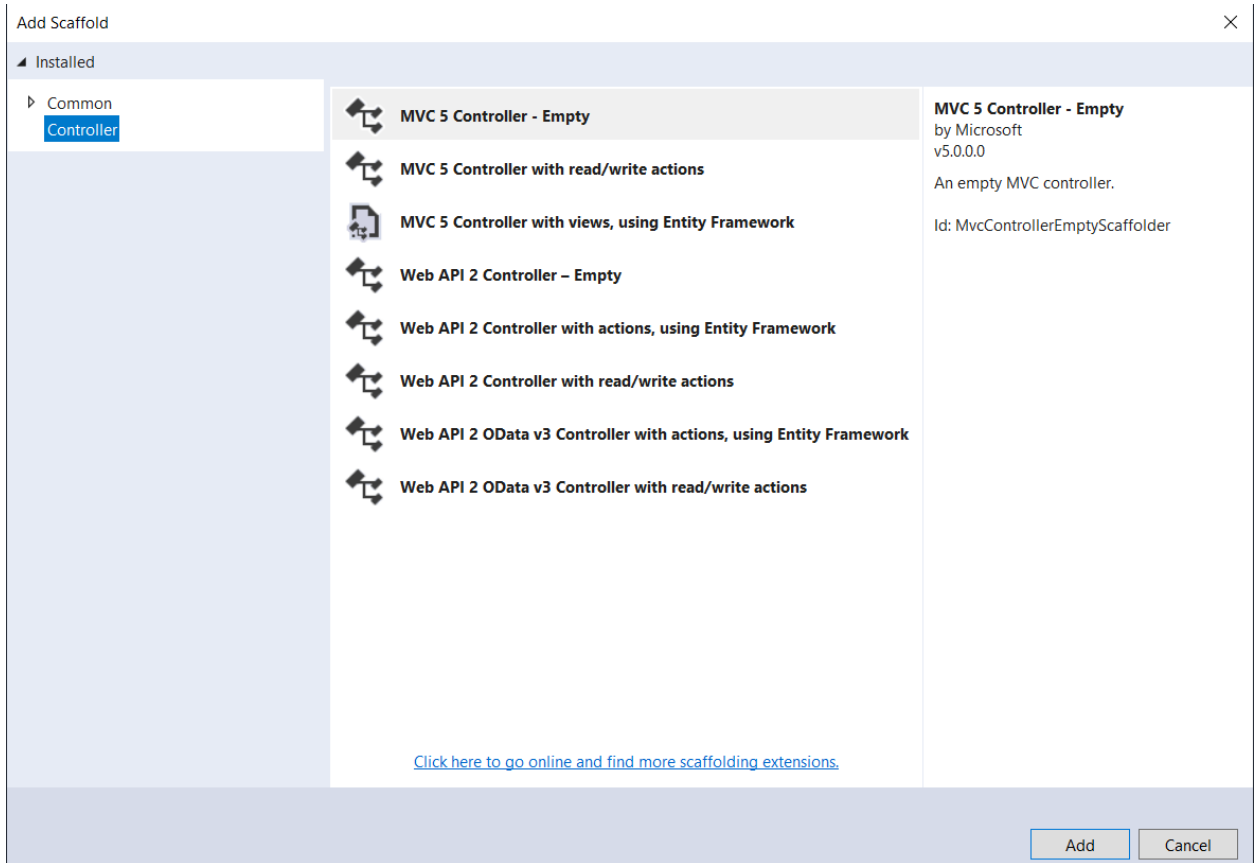 Add Scaffold
Installed
Common
Controller
MVC 5 Controller - Empty
MVC 5 Controller with read/write actions
MVC 5 Controller with views, using Entity Framework
Web API 2 Controller – Empty
Web API 2 Controller with actions, using Entity Framework
Web API 2 Controller with read/write actions
Web API 2 OData v3 Controller with actions, using Entity Framework
Web API 2 OData v3 Controller with read/write actions
Click here to go online and find more scaffolding extensions.
MVC 5 Controller - Empty
by Microsoft
v5.0.0.0
An empty MVC controller.
Id: MvcControllerEmptyScaffolder
Add
Cancel